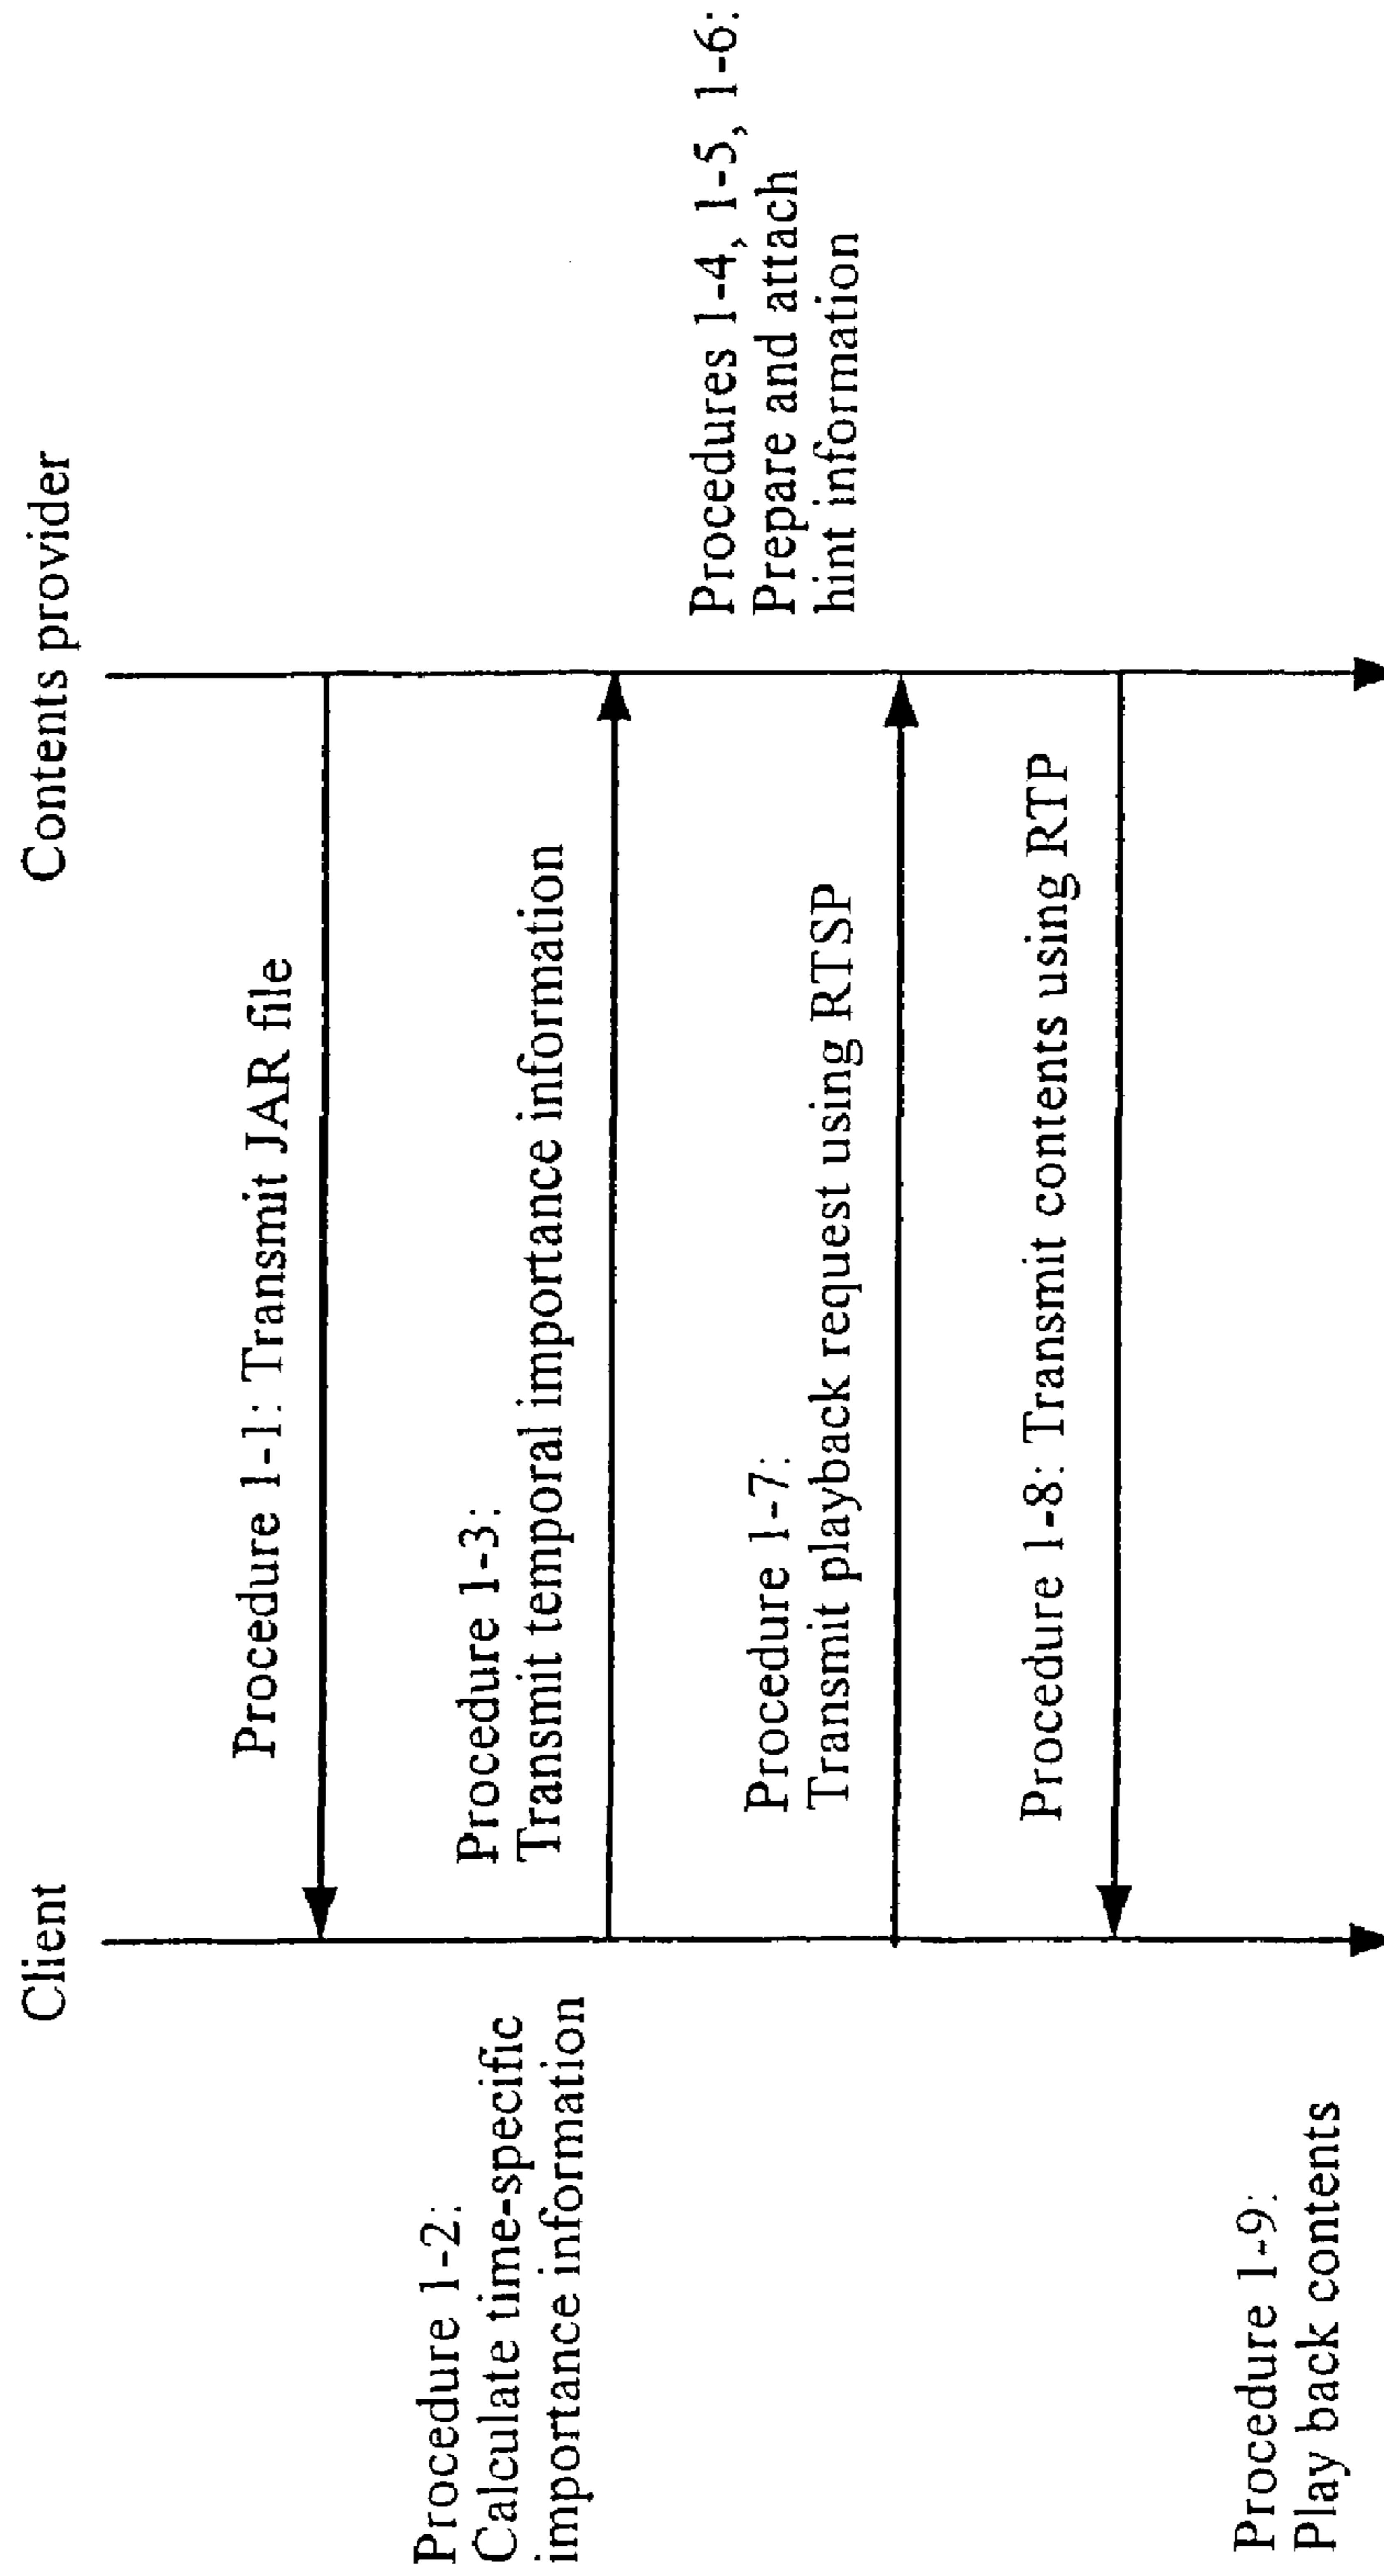 Client
Contents provider
Procedure 1-1: Transmit JAR file
Procedure 1-2:
Calculate time-specific
importance information
Procedure 1-3:
Transmit temporal importance information
Procedures 1-4, 1-5, 1-6:
Prepare and attach
hint information
Procedure 1-7:
Transmit playback request using RTSP
Procedure 1-8: Transmit contents using RTP
Procedure 1-9:
Play back contents